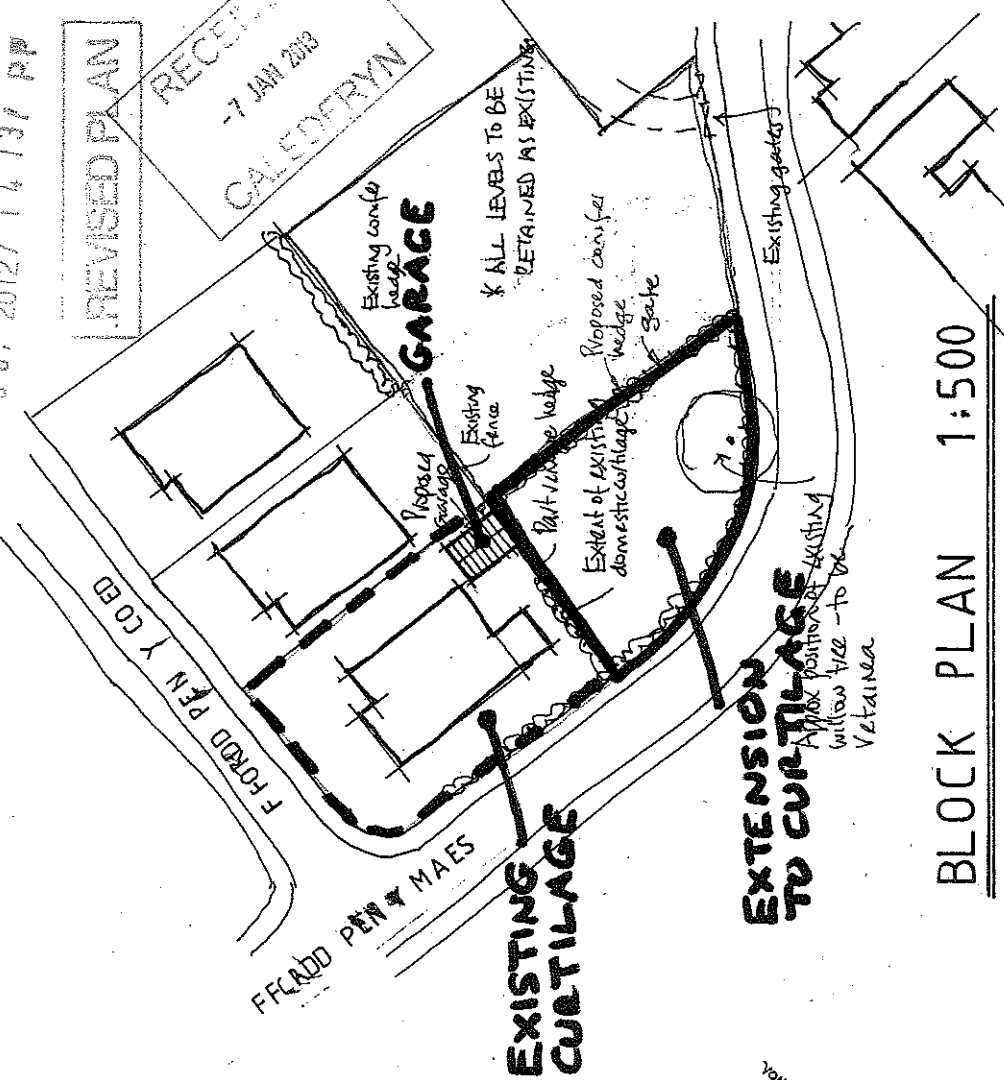 REVISED PLAN
RECEI
-7 JAN 2013
CALEDFRYN
Existing conifer
hedge
GARAGE
* ALL LEVELS TO BE
RETAINED AS EXISTING
Existing
fence
Proposed
garage
Proposed conifer
hedge
gate
Part remove hedge
Extent of existing
domestic curtilage
Existing gates
FFORDD PEN Y COED
FFORDD PEN Y MAES
EXISTING
CURTILAGE
EXTENSION
TO CURTILAGE
Approx position of existing
willow tree - to be
retained
BLOCK PLAN 1:500